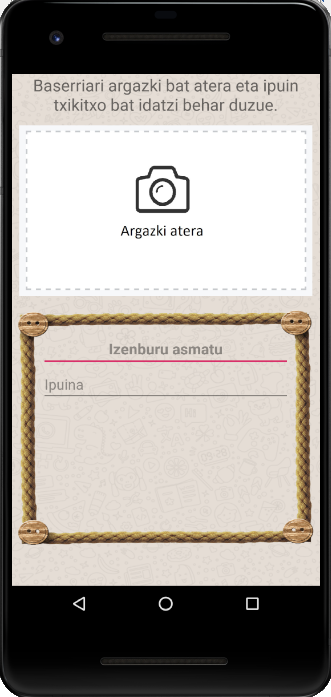 Baserriari argazki bat atera eta ipuin
txikitxo bat idatzi behar duzue.
Argazki atera
Izenburu asmatu
Ipuina